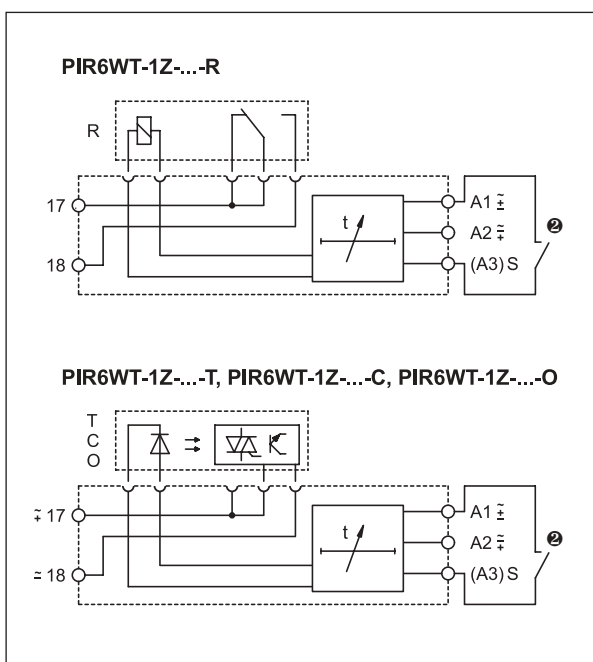 PIR6WT-1Z-...-R
R
17
18
t
A1 ~ + -
A2 ~ - +
(A3) S
❷
PIR6WT-1Z-...-T, PIR6WT-1Z-...-C, PIR6WT-1Z-...-O
T
C
O
~ + 17
~ - 18
t
A1 ~ + -
A2 ~ - +
(A3) S
❷